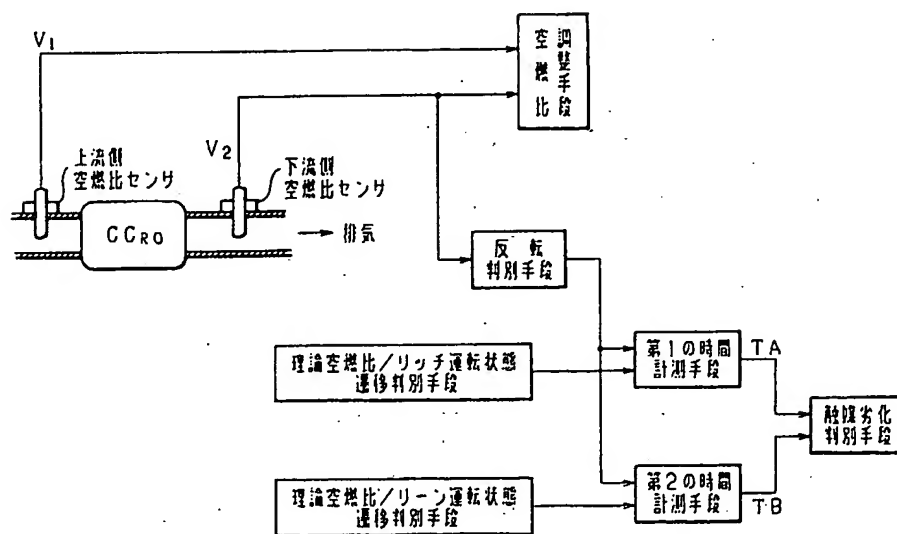 V1
空燃比
調整手段
V2
上流側
空燃比センサ
下流側
空燃比センサ
CCRO
排気
反転
判別手段
理論空燃比/リッチ運転状態
遷移判別手段
第1の時間
計測手段
TA
触媒劣化
判別手段
理論空燃比/リーン運転状態
遷移判別手段
第2の時間
計測手段
TB